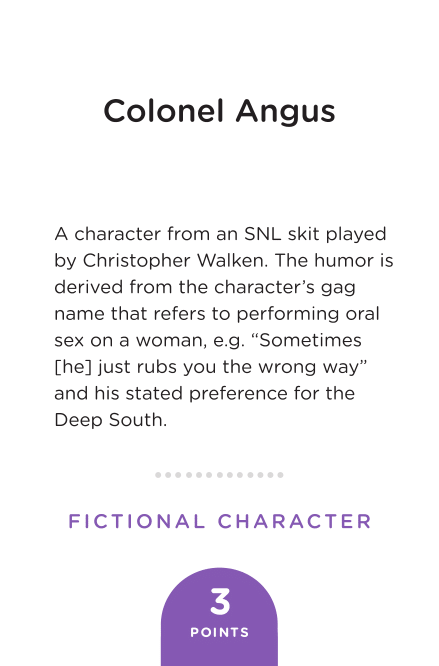 Colonel Angus
A character from an SNL skit played
by Christopher Walken. The humor is
derived from the character’s gag
name that refers to performing oral
sex on a woman, e.g. “Sometimes
[he] just rubs you the wrong way”
and his stated preference for the
Deep South.
FICTIONAL CHARACTER
3
POINTS